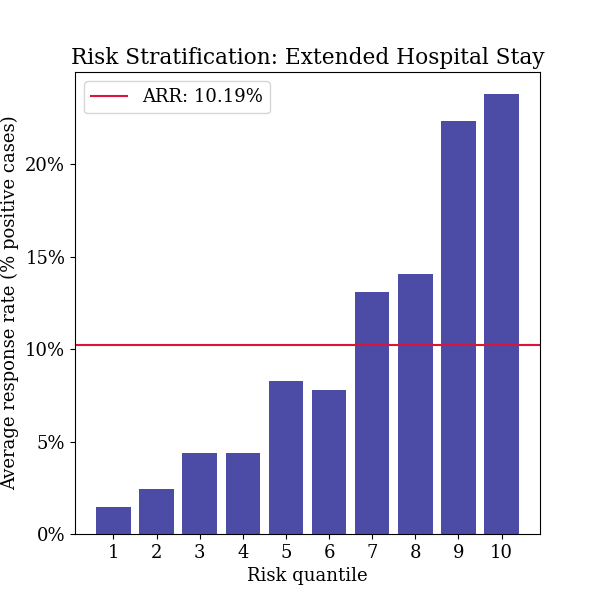 Risk Stratification: Extended Hospital Stay
ARR: 10.19%
Average response rate (% positive cases)
20%
15%
10%
5%
0%
1 2 3 4 5 6 7 8 9 10
Risk quantile